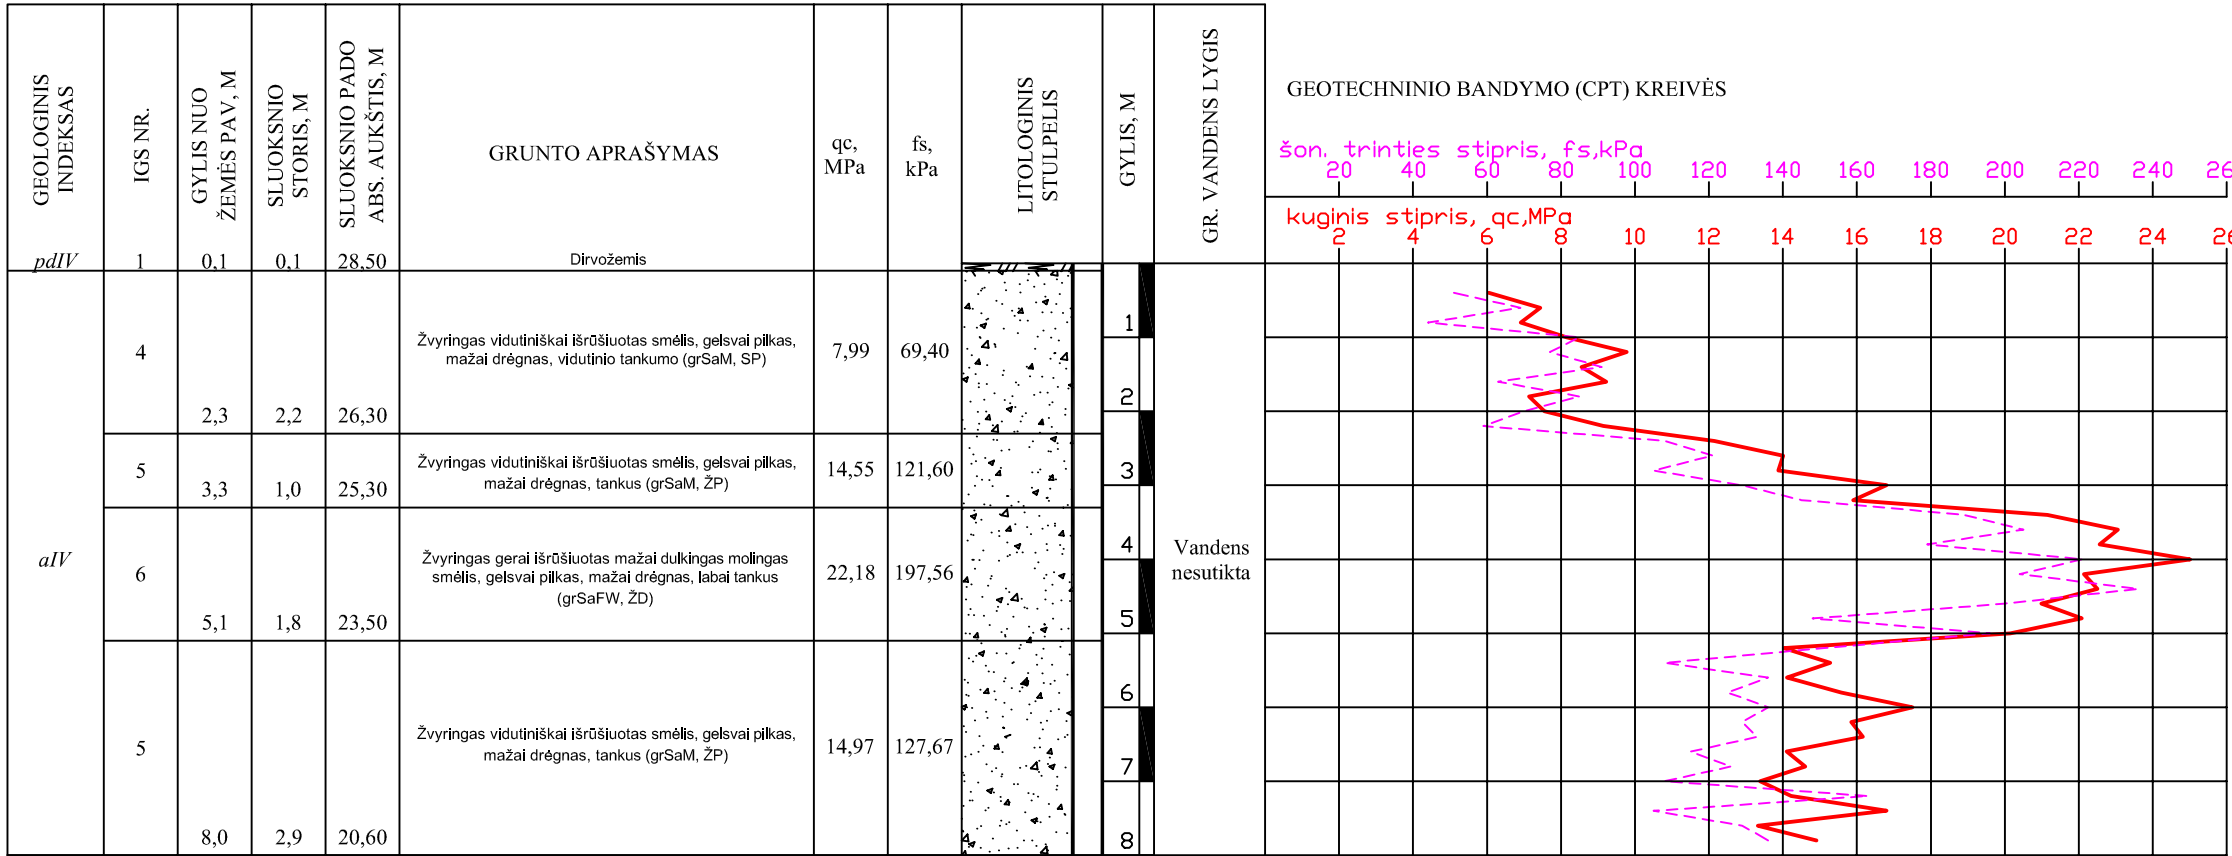 GEOLOGINIS
INDEKSAS
IGS NR.
GYLIS NUO
ŽEMĖS PAV, M
SLUOKSNIO
STORIS, M
SLUOKSNIO PADO
ABS. AUKŠTIS, M
GRUNTO APRAŠYMAS
qc,
MPa
fs,
kPa
LITOLOGINIS
STULPELIS
GYLIS, M
GR. VANDENS LYGIS
GEOTECHNINIO BANDYMO (CPT) KREIVĖS
šon. trinties stipris, fs,kPa
20 40 60 80 100 120 140 160 180 200 220 240 26
kuginis stipris, qc,MPa
2 4 6 8 10 12 14 16 18 20 22 24 26
pdIV 1 0,1 0,1 28,50 Dirvožemis
4
Žvyringas vidutiniškai išrūšiuotas smėlis, gelsvai pilkas,
mažai drėgnas, vidutinio tankumo (grSaM, SP)
7,99 69,40
2,3 2,2 26,30
5
Žvyringas vidutiniškai išrūšiuotas smėlis, gelsvai pilkas,
mažai drėgnas, tankus (grSaM, ŽP)
14,55 121,60
3,3 1,0 25,30
aIV
6
Žvyringas gerai išrūšiuotas mažai dulkingas molingas
smėlis, gelsvai pilkas, mažai drėgnas, labai tankus
(grSaFW, ŽD)
22,18 197,56
5,1 1,8 23,50
5
Žvyringas vidutiniškai išrūšiuotas smėlis, gelsvai pilkas,
mažai drėgnas, tankus (grSaM, ŽP)
14,97 127,67
8,0 2,9 20,60
1
2
3
4
5
6
7
8
Vandens
nesutikta